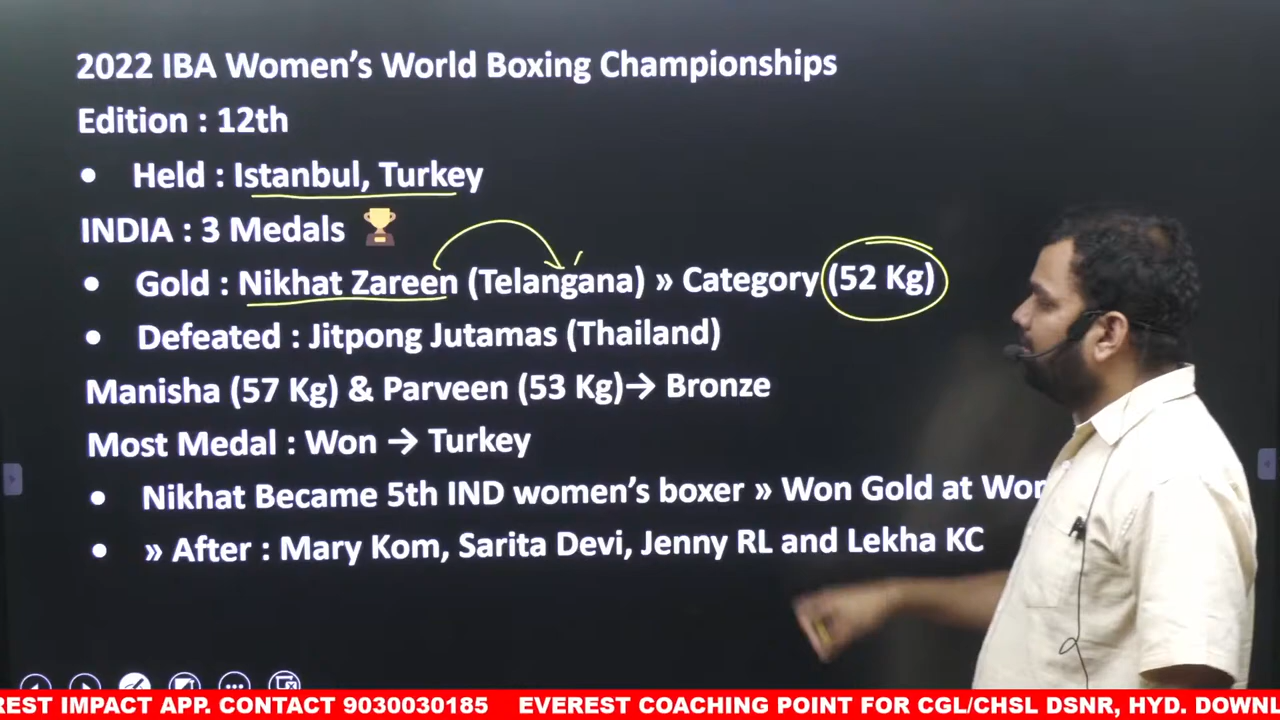 2022 IBA Women’s World Boxing Championships
Edition : 12th
• Held : Istanbul, Turkey
INDIA : 3 Medals
• Gold : Nikhat Zareen (Telangana) » Category (52 Kg)
• Defeated : Jitpong Jutamas (Thailand)
Manisha (57 Kg) & Parveen (53 Kg)→ Bronze
Most Medal : Won → Turkey
• Nikhat Became 5th IND women’s boxer » Won Gold at
• » After : Mary Kom, Sarita Devi, Jenny RL and Lekha KC
IMPACT APP. CONTACT 9030030185 EVEREST COACHING POINT FOR CGL/CHSL DSNR, HYD.